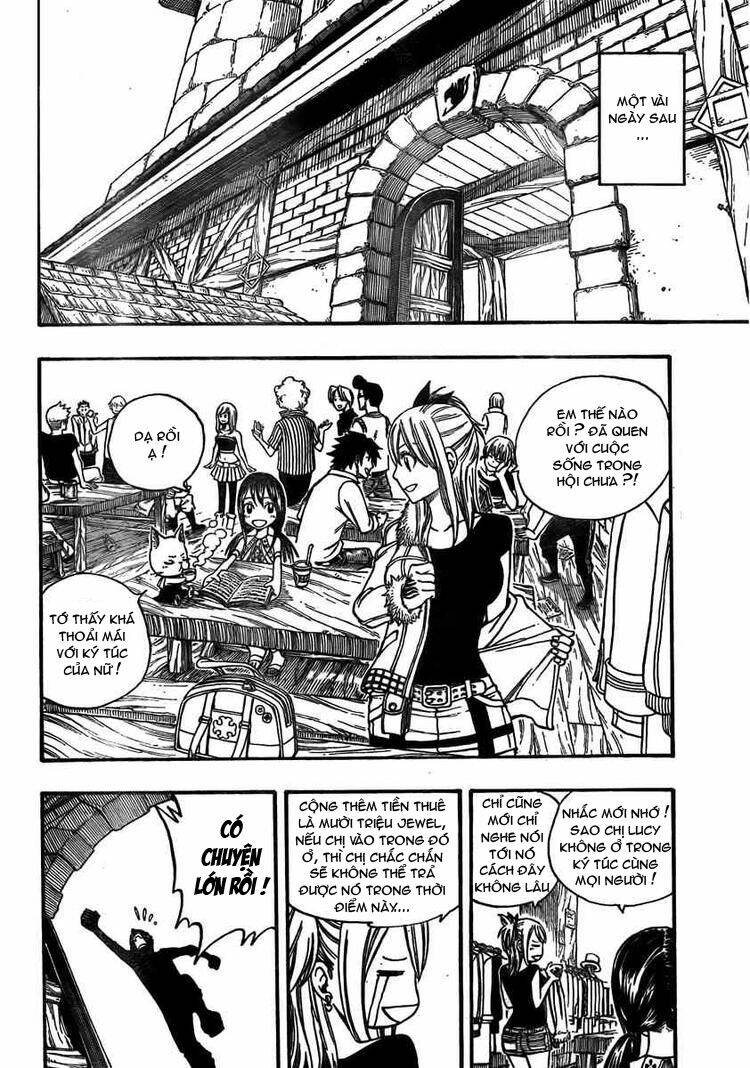 MỘT VÀI
NGÀY SAU
...
EM THẾ NÀO
RỒI ? ĐÃ QUEN
VỚI CUỘC
SỐNG TRONG
HỘI CHƯA ?!
DẠ RỒI
Ạ !
TỚ THẤY KHÁ
THOẢI MÁI
VỚI KÝ TÚC
CỦA NỮ !
NHẮC MỚI NHỚ !
SAO CHỊ LUCY
KHÔNG Ở TRONG
KÝ TÚC CÙNG
MỌI NGƯỜI !
CHỈ CŨNG
MỚI CHỈ
NGHE NÓI
TỚI NÓ
CÁCH ĐÂY
KHÔNG LÂU
CỘNG THÊM TIỀN THUÊ
LÀ MƯỜI TRIỆU JEWEL,
NẾU CHỊ VÀO TRONG ĐÓ
Ở, THÌ CHỊ CHẮC CHẮN
SẼ KHÔNG THỂ TRẢ
ĐƯỢC NÓ TRONG THỜI
ĐIỂM NÀY...
CÓ
CHUYỆN
LỚN RỒI !